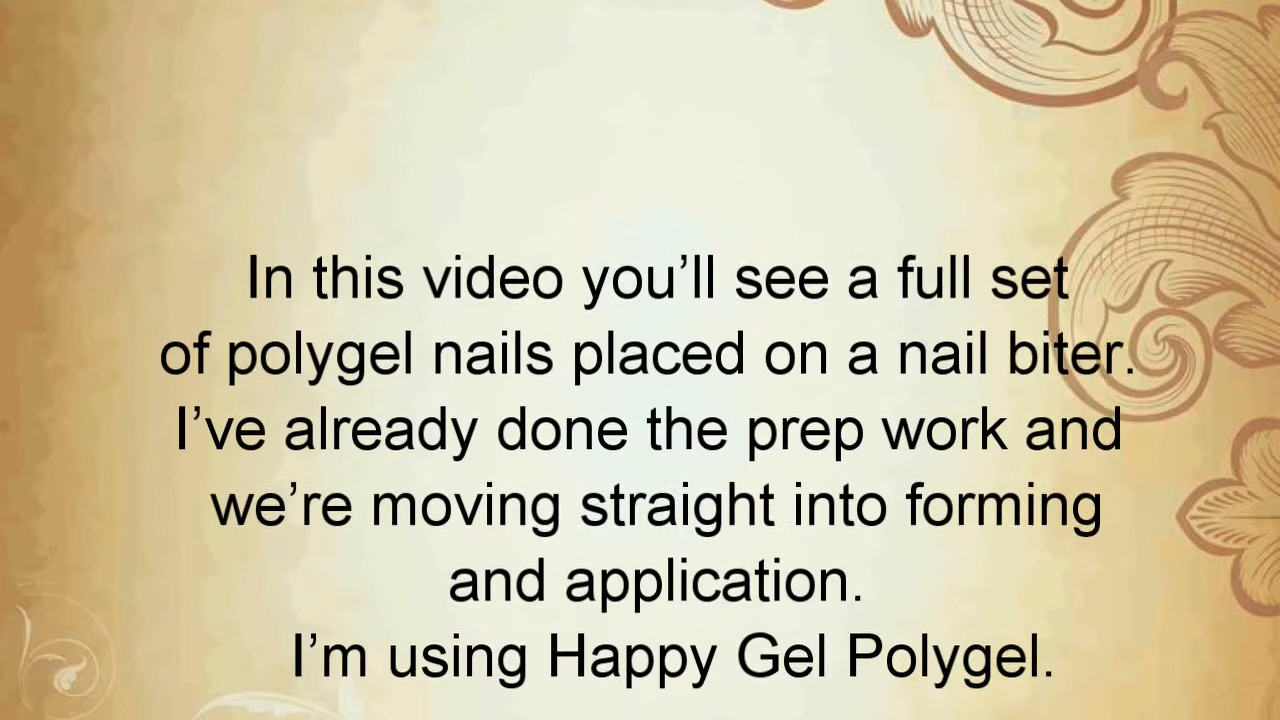 In this video you’ll see a full set
of polygel nails placed on a nail biter.
I’ve already done the prep work and
we’re moving straight into forming
and application.
I’m using Happy Gel Polygel.